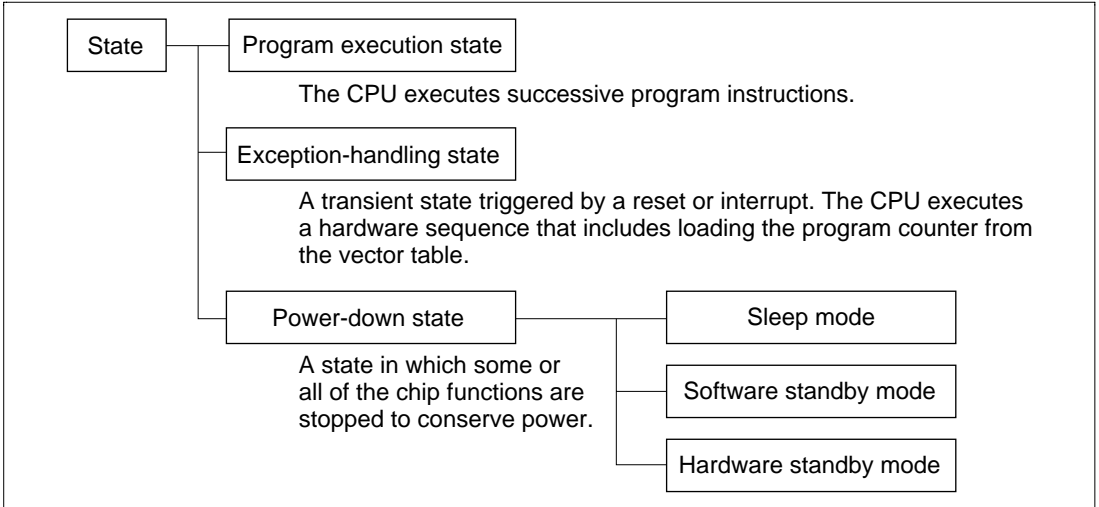 State
Program execution state
The CPU executes successive program instructions.
Exception-handling state
A transient state triggered by a reset or interrupt. The CPU executes
a hardware sequence that includes loading the program counter from
the vector table.
Power-down state
Sleep mode
A state in which some or
all of the chip functions are
stopped to conserve power.
Software standby mode
Hardware standby mode